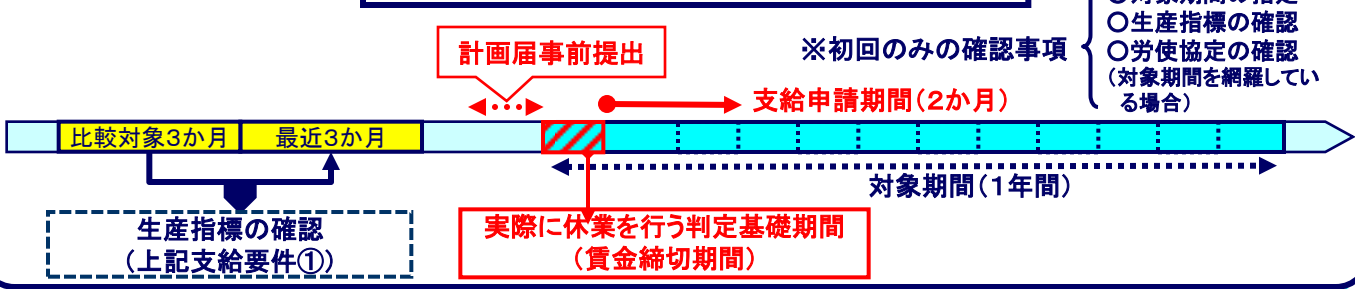 ○生産指標の確認
※初回のみの確認事項
○労使協定の確認
(対象期間を網羅してい
る場合)
計画届事前提出
支給申請期間(2か月)
比較対象3か月
最近3か月
対象期間(1年間)
生産指標の確認
(上記支給要件①)
実際に休業を行う判定基礎期間
(賃金締切期間)